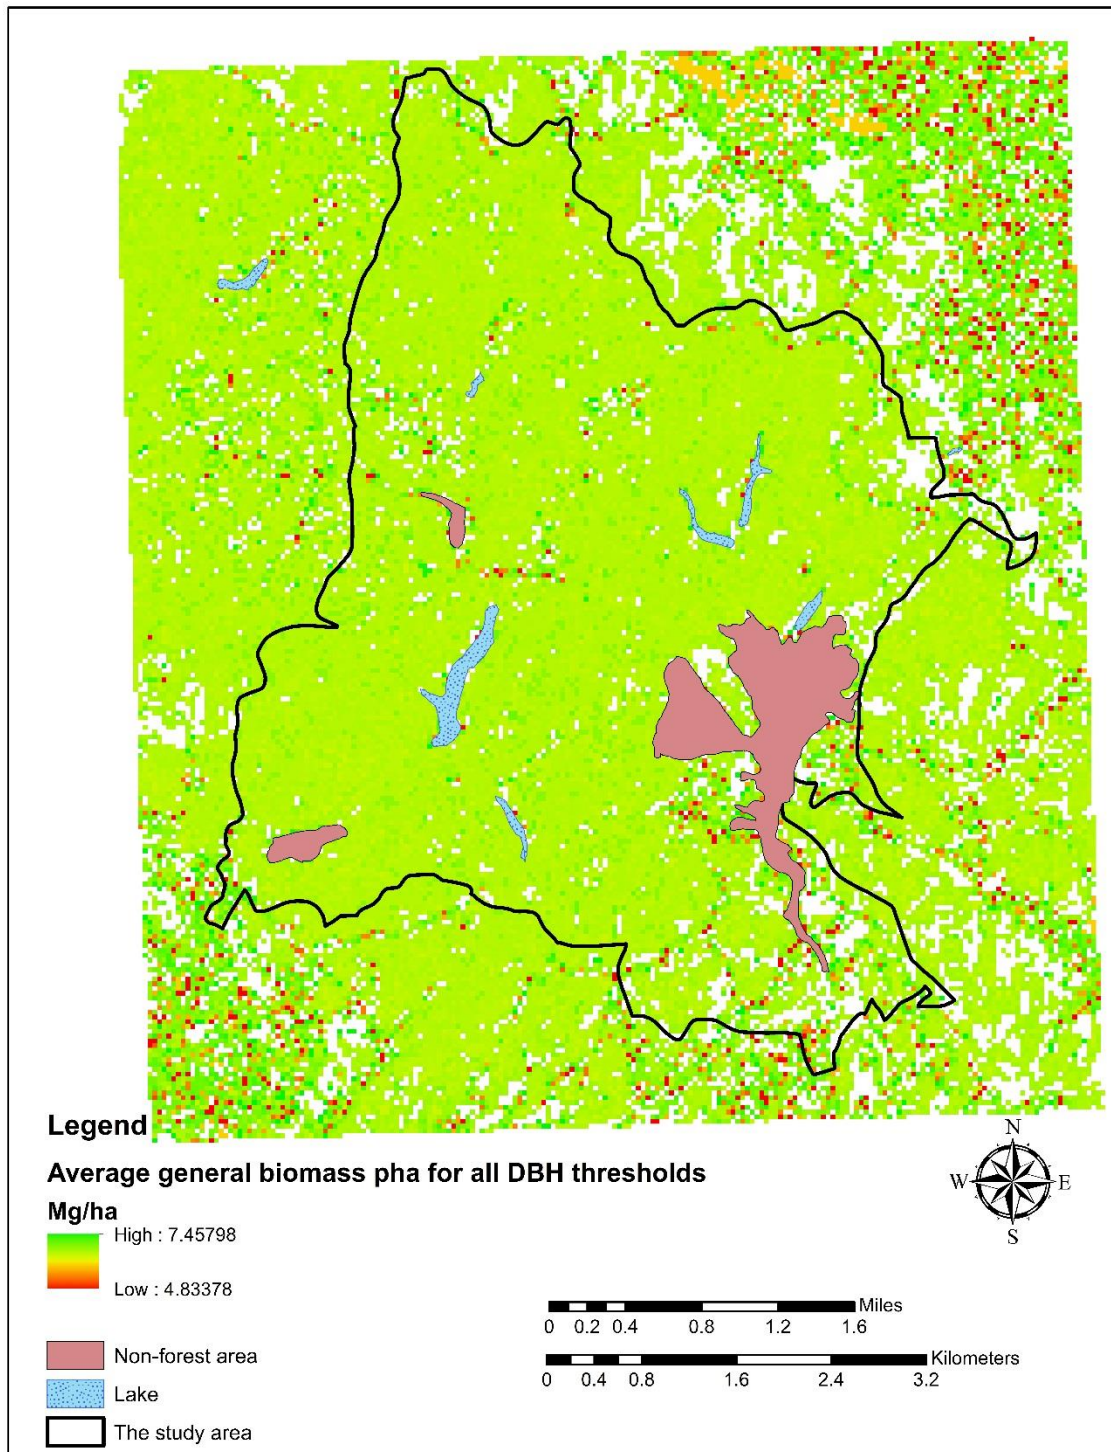 Legend
Average general biomass pha for all DBH thresholds
Mg/ha
High : 7.45798
Low : 4.83378
Non-forest area
Lake
The study area
N
W E
S
Miles
0 0.2 0.4 0.8 1.2 1.6
Kilometers
0 0.4 0.8 1.6 2.4 3.2